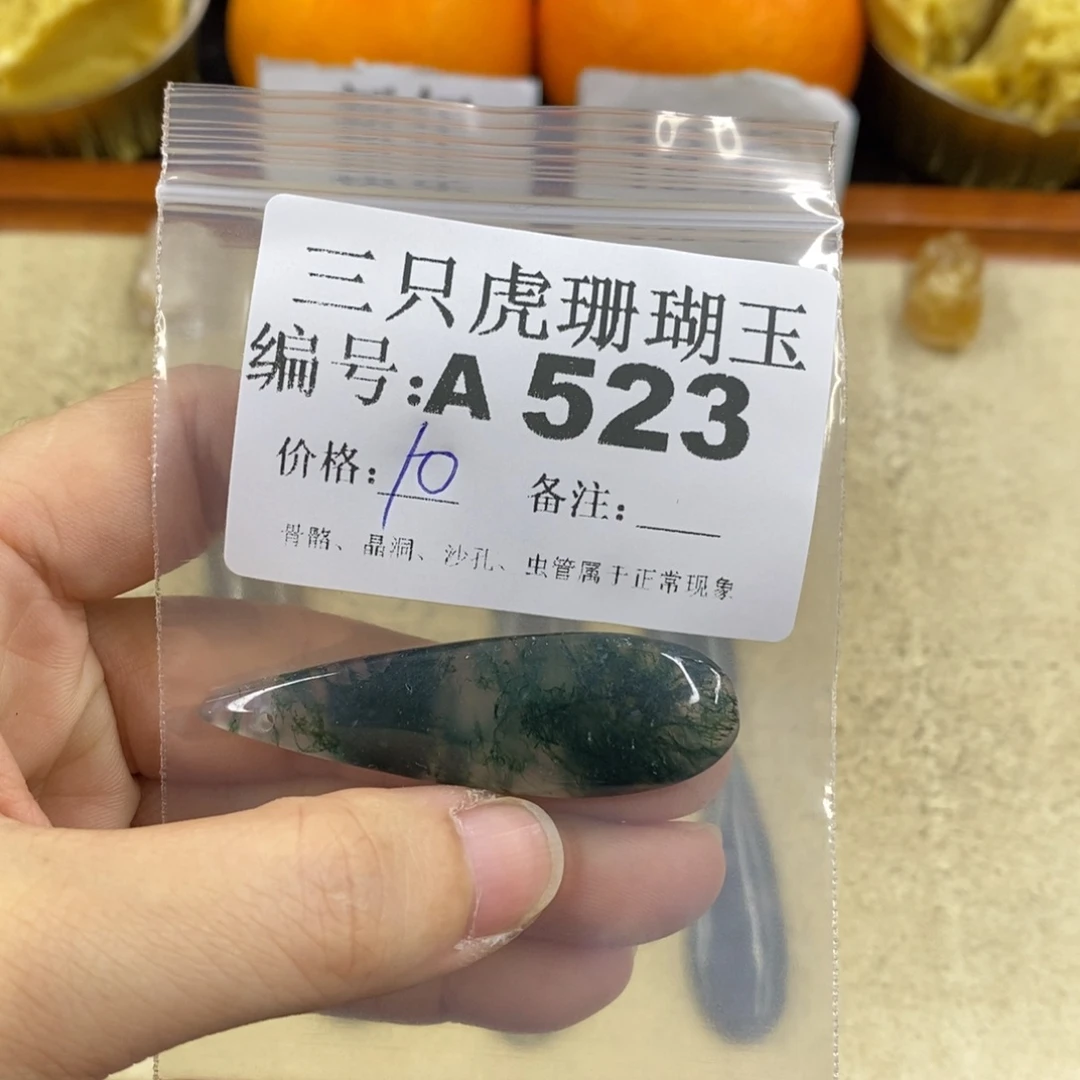 三只虎珊瑚玉
编号:A 523
价格:10 备注:
骨骼、晶洞、沙孔、虫管属于正常现象